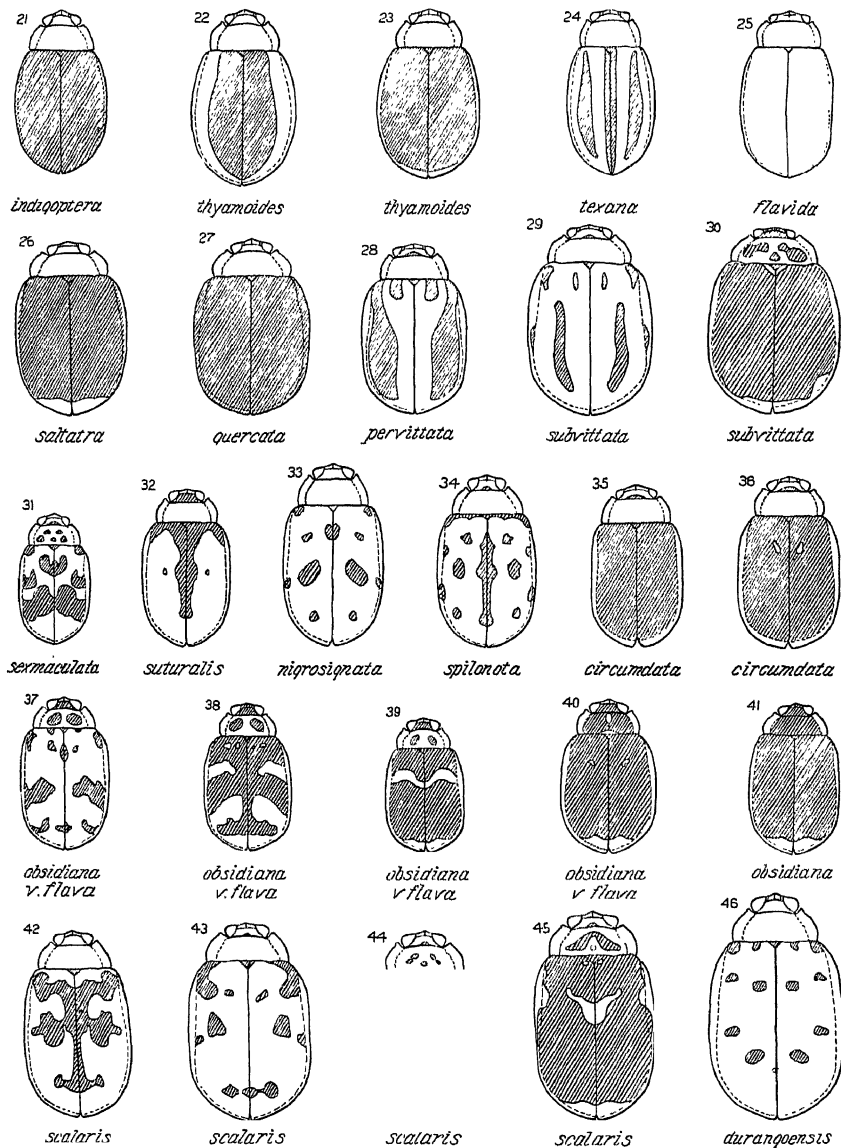 21 22 23 24 25
indigoptera thyamoides thyamoides texana flavida
26 27 28 29 30
saltatra quercata pervittata subvittata subvittata
31 32 33 34 35 36
sexmaculata suturalis nigrosignata spilonota circumdata circumdata
37 38 39 40 41
obsidiana obsidiana obsidiana obsidiana obsidiana
v. flava v. flava v flava v flava
42 43 44 45 46
scalaris scalaris scalaris scalaris durangoensis